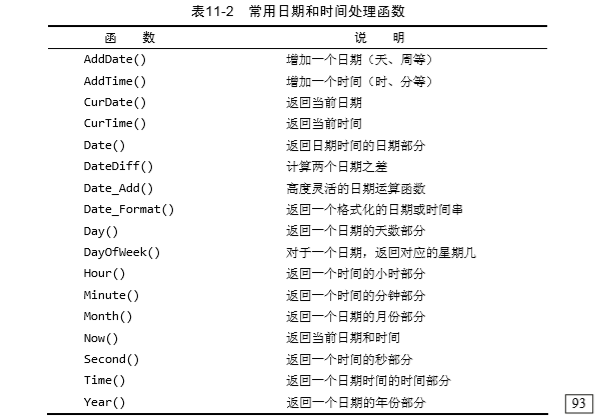 表11-2 常用日期和时间处理函数
函 数 说 明
AddDate() 增加一个日期（天、周等）
AddTime() 增加一个时间（时、分等）
CurDate() 返回当前日期
CurTime() 返回当前时间
Date() 返回日期时间的日期部分
DateDiff() 计算两个日期之差
Date_Add() 高度灵活的日期运算函数
Date_Format() 返回一个格式化的日期或时间串
Day() 返回一个日期的天数部分
DayOfWeek() 对于一个日期，返回对应的星期几
Hour() 返回一个时间的小时部分
Minute() 返回一个时间的分钟部分
Month() 返回一个日期的月份部分
Now() 返回当前日期和时间
Second() 返回一个时间的秒部分
Time() 返回一个日期时间的时间部分
Year() 返回一个日期的年份部分
93